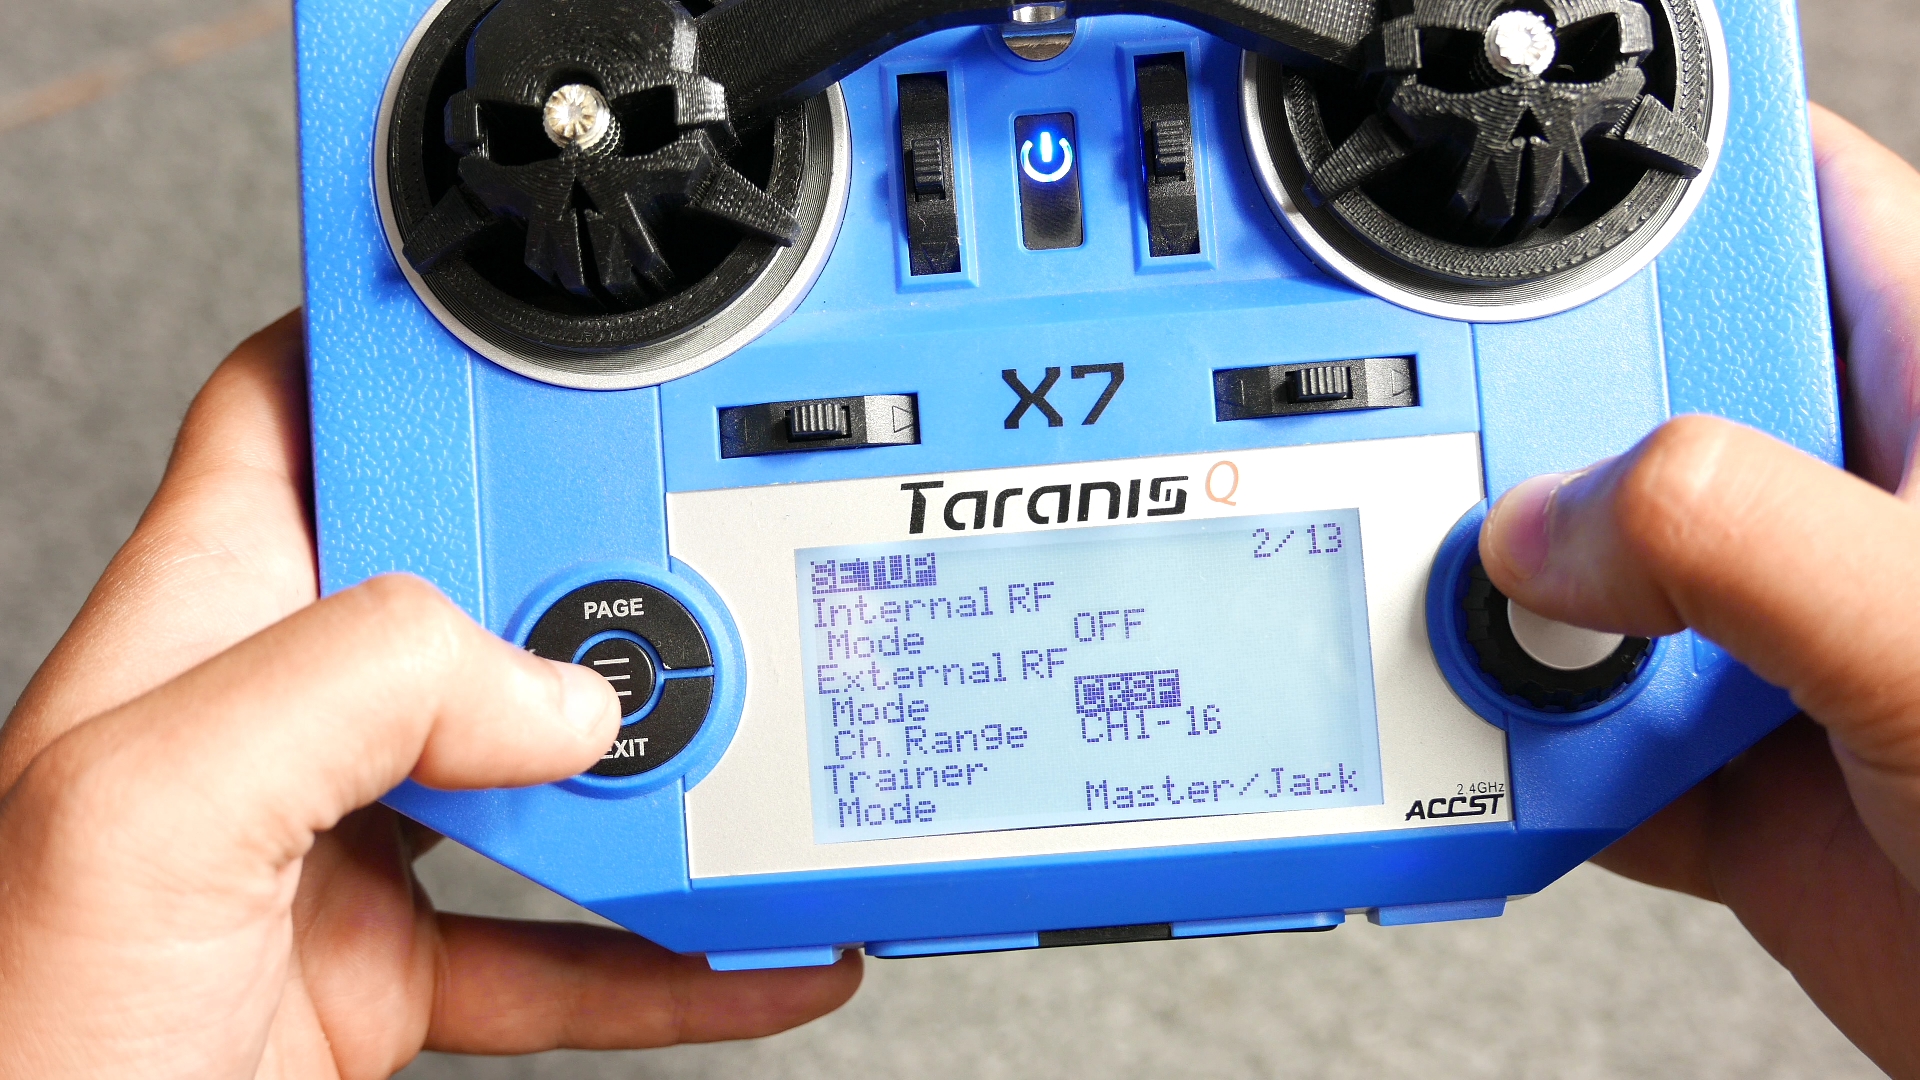 X7
Taranis Q
SETUP 2/13
Internal RF
Mode OFF
External RF
Mode CRSF
Ch. Range CH1-16
Trainer
Mode Master/Jack
PAGE
EXIT
2.4GHz
ACCST